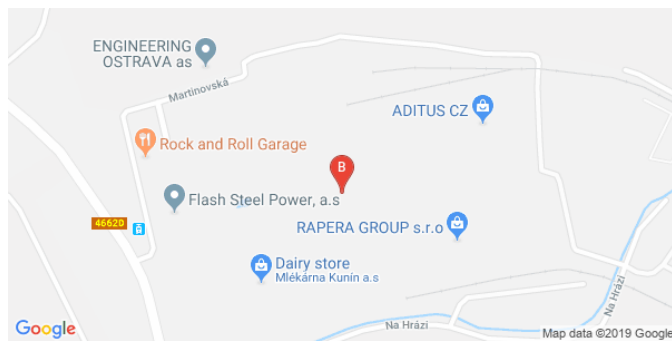 ENGINEERING
OSTRAVA as
Martinovská
ADITUS CZ
B
Rock and Roll Garage
Flash Steel Power, a.s
46620
RAPERA GROUP s.r.o
Dairy store
Mlékárna Kunín a.s
Na Hrázi
Na Hrázi
Google
Map data ©2019 Google